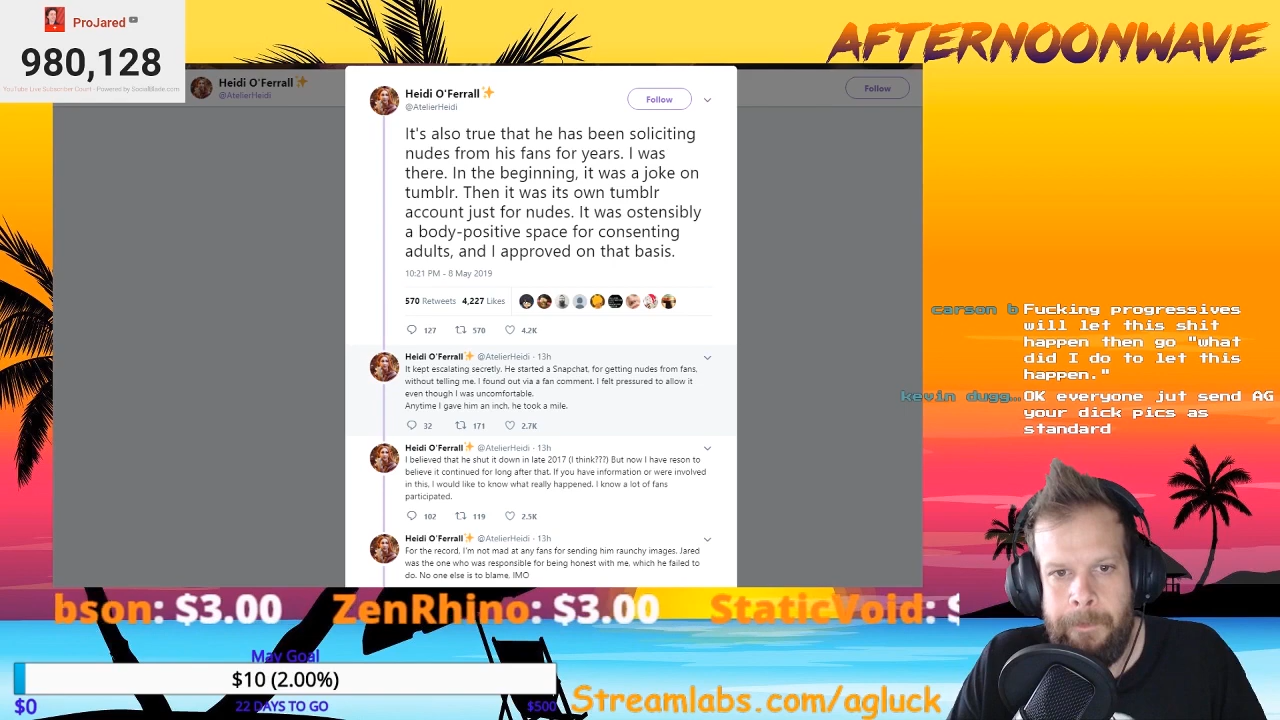 ProJared
980,128
YouTube Live Subscriber Count - Powered by SocialBlade.com
AFTERNOONWAVE
Heidi O'Ferrall
@AtelierHeidi
Follow
Heidi O'Ferrall
@AtelierHeidi
Follow
It's also true that he has been soliciting
nudes from his fans for years. I was
there. In the beginning, it was a joke on
tumblr. Then it was its own tumblr
account just for nudes. It was ostensibly
a body-positive space for consenting
adults, and I approved on that basis.
10:21 PM - 8 May 2019
570 Retweets 4,227 Likes
127 570 4.2K
Heidi O'Ferrall @AtelierHeidi · 13h
It kept escalating secretly. He started a Snapchat, for getting nudes from fans,
without telling me. I found out via a fan comment. I felt pressured to allow it
even though I was uncomfortable.
Anytime I gave him an inch, he took a mile.
32 171 2.7K
Heidi O'Ferrall @AtelierHeidi · 13h
I believed that he shut it down in late 2017 (I think???) But now I have reson to
believe it continued for long after that. If you have information or were involved
in this, I would like to know what really happened. I know a lot of fans
participated.
102 119 2.5K
Heidi O'Ferrall @AtelierHeidi · 13h
For the record, I'm not mad at any fans for sending him raunchy images. Jared
was the one who was responsible for being honest with me, which he failed to
do. No one else is to blame, IMO
carson b Fucking progressives
will let this shit
happen then go "what
did I do to let this
happen."
kevin dugg… OK everyone jut send AG
your dick pics as
standard
bson: $3.00 ZenRhino: $3.00 StaticVoid: $
May Goal
$10 (2.00%)
$0 22 DAYS TO GO $500
Streamlabs.com/agluck